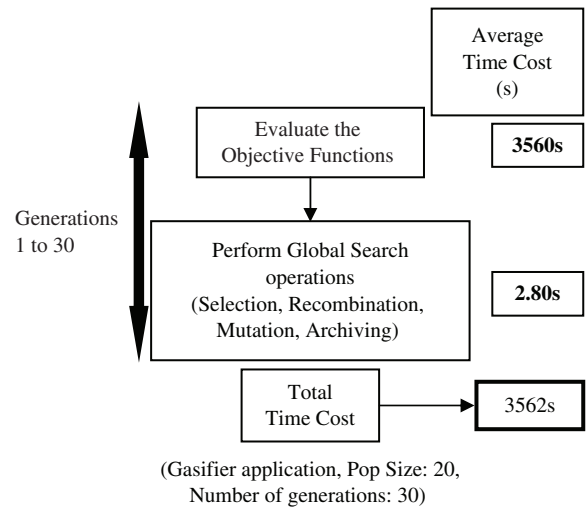 Average
Time Cost
(s)
Evaluate the
Objective Functions
3560s
Generations
1 to 30
Perform Global Search
operations
(Selection, Recombination,
Mutation, Archiving)
2.80s
Total
Time Cost
3562s
(Gasifier application, Pop Size: 20,
Number of generations: 30)